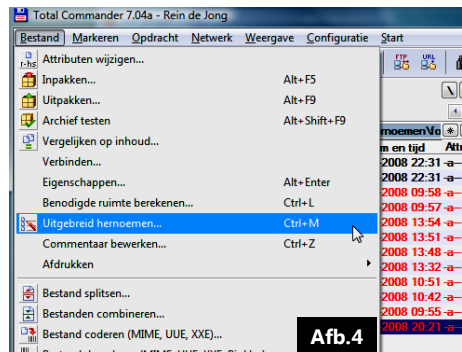 Total Commander 7.04a - Rein de Jong
Bestand Markeren Opdracht Netwerk Weergave Configuratie Start
r-hs Attributen wijzigen...
FTP URL
Inpakken... Alt+F5
Uitpakken... Alt+F9
Archief testen Alt+Shift+F9
Vergelijken op inhoud...
Verbinden...
Eigenschappen... Alt+Enter
Benodigde ruimte berekenen... Ctrl+L
Uitgebreid hernoemen... Ctrl+M
Commentaar bewerken... Ctrl+Z
Afdrukken
Bestand splitsen...
Bestanden combineren...
Bestand coderen (MIME, UUE, XXE)...
\
rnoemen\fo *
m en tijd Attr
2008 22:31 -a--
2008 22:31 -a--
2008 09:58 -a--
2008 09:57 -a--
2008 13:54 -a--
2008 13:51 -a--
2008 13:48 -a--
2008 13:32 -a--
2008 10:51 -a--
2008 10:42 -a--
2008 09:55 -a--
2008 20:21 -a--
Afb.4